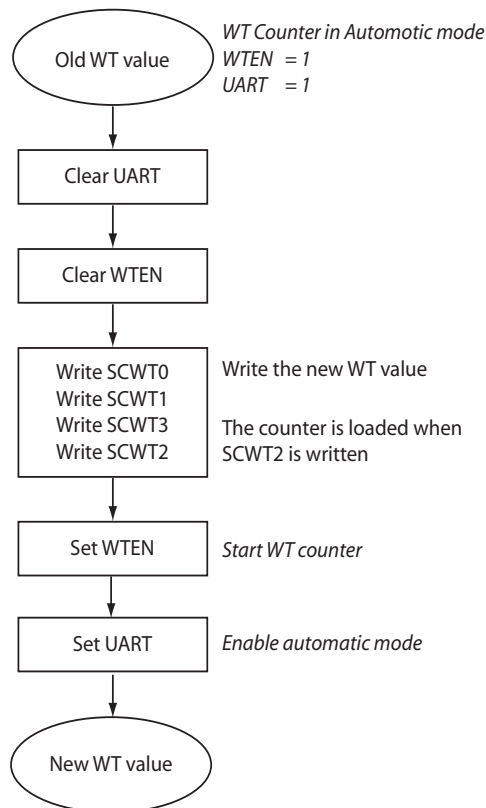 WT Counter in Automotic mode
Old WT value
WTEN = 1
UART = 1
Clear UART
Clear WTEN
Write SCWT0
Write SCWT1
Write SCWT3
Write SCWT2
Write the new WT value
The counter is loaded when
SCWT2 is written
Set WTEN
Start WT counter
Set UART
Enable automatic mode
New WT value